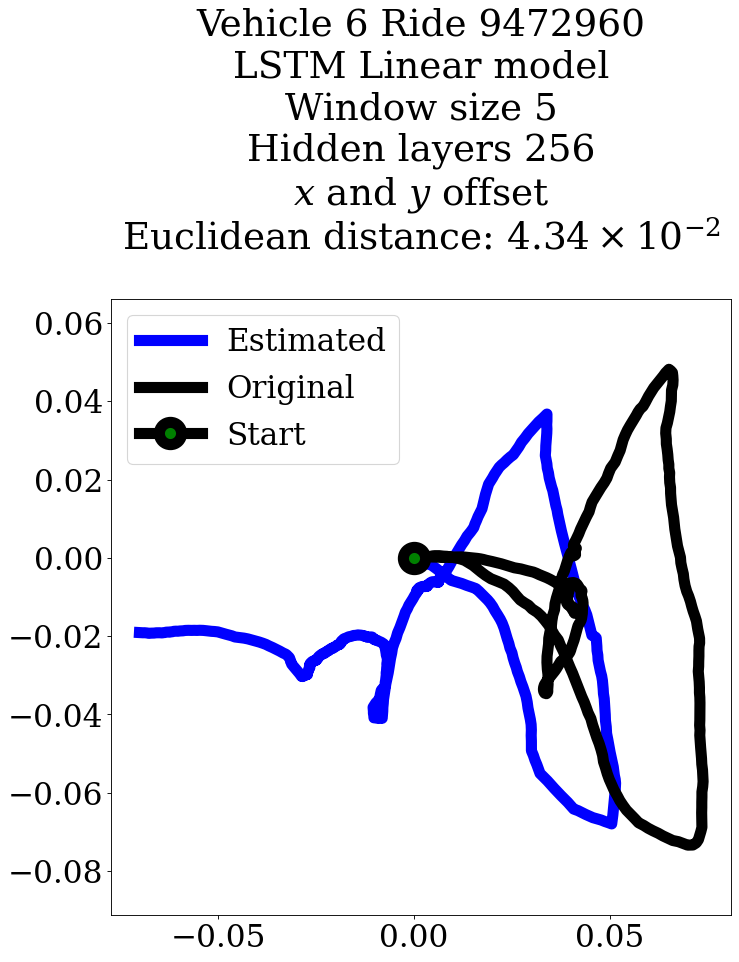 Vehicle 6 Ride 9472960
LSTM Linear model
Window size 5
Hidden layers 256
x and y offset
Euclidean distance: 4.34 × 10⁻²
Estimated
Original
Start
0.06
0.04
0.02
0.00
−0.02
−0.04
−0.06
−0.08
−0.05 0.00 0.05